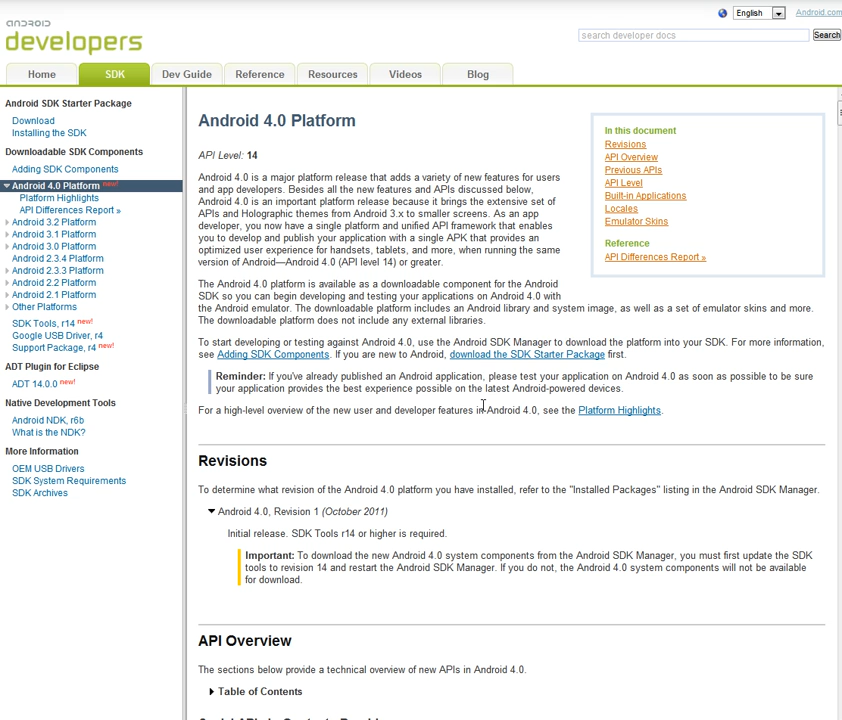 English
Android.com
android
developers
search developer docs
Search
Home
SDK
Dev Guide
Reference
Resources
Videos
Blog
Android SDK Starter Package
Download
Installing the SDK
Downloadable SDK Components
Adding SDK Components
Android 4.0 Platform new!
Platform Highlights
API Differences Report »
Android 3.2 Platform
Android 3.1 Platform
Android 3.0 Platform
Android 2.3.4 Platform
Android 2.3.3 Platform
Android 2.2 Platform
Android 2.1 Platform
Other Platforms
SDK Tools, r14 new!
Google USB Driver, r4
Support Package, r4 new!
ADT Plugin for Eclipse
ADT 14.0.0 new!
Native Development Tools
Android NDK, r6b
What is the NDK?
More Information
OEM USB Drivers
SDK System Requirements
SDK Archives
Android 4.0 Platform
API Level: 14
Android 4.0 is a major platform release that adds a variety of new features for users
and app developers. Besides all the new features and APIs discussed below,
Android 4.0 is an important platform release because it brings the extensive set of
APIs and Holographic themes from Android 3.x to smaller screens. As an app
developer, you now have a single platform and unified API framework that enables
you to develop and publish your application with a single APK that provides an
optimized user experience for handsets, tablets, and more, when running the same
version of Android—Android 4.0 (API level 14) or greater.
The Android 4.0 platform is available as a downloadable component for the Android
SDK so you can begin developing and testing your applications on Android 4.0 with
the Android emulator. The downloadable platform includes an Android library and system image, as well as a set of emulator skins and more.
The downloadable platform does not include any external libraries.
To start developing or testing against Android 4.0, use the Android SDK Manager to download the platform into your SDK. For more information,
see Adding SDK Components. If you are new to Android, download the SDK Starter Package first.
Reminder: If you've already published an Android application, please test your application on Android 4.0 as soon as possible to be sure
your application provides the best experience possible on the latest Android-powered devices.
For a high-level overview of the new user and developer features in Android 4.0, see the Platform Highlights.
In this document
Revisions
API Overview
Previous APIs
API Level
Built-in Applications
Locales
Emulator Skins
Reference
API Differences Report »
Revisions
To determine what revision of the Android 4.0 platform you have installed, refer to the "Installed Packages" listing in the Android SDK Manager.
Android 4.0, Revision 1 (October 2011)
Initial release. SDK Tools r14 or higher is required.
Important: To download the new Android 4.0 system components from the Android SDK Manager, you must first update the SDK
tools to revision 14 and restart the Android SDK Manager. If you do not, the Android 4.0 system components will not be available
for download.
API Overview
The sections below provide a technical overview of new APIs in Android 4.0.
Table of Contents